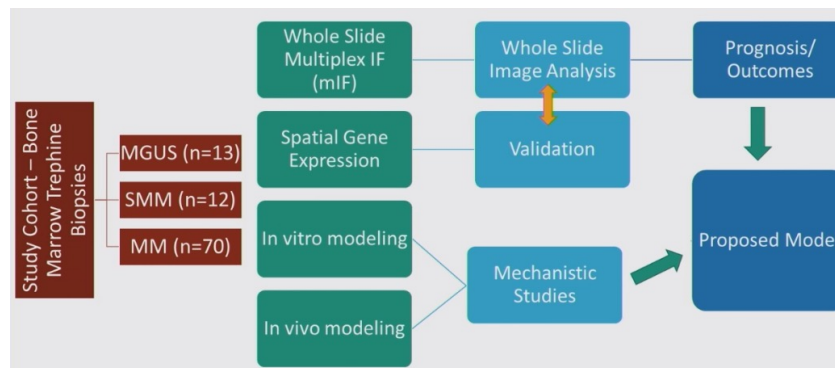 Study Cohort – Bone
Marrow Trephine
Biopsies
MGUS (n=13)
SMM (n=12)
MM (n=70)
Whole Slide
Multiplex IF
(mIF)
Spatial Gene
Expression
In vitro modeling
In vivo modeling
Whole Slide
Image Analysis
Validation
Mechanistic
Studies
Prognosis/
Outcomes
Proposed Mode